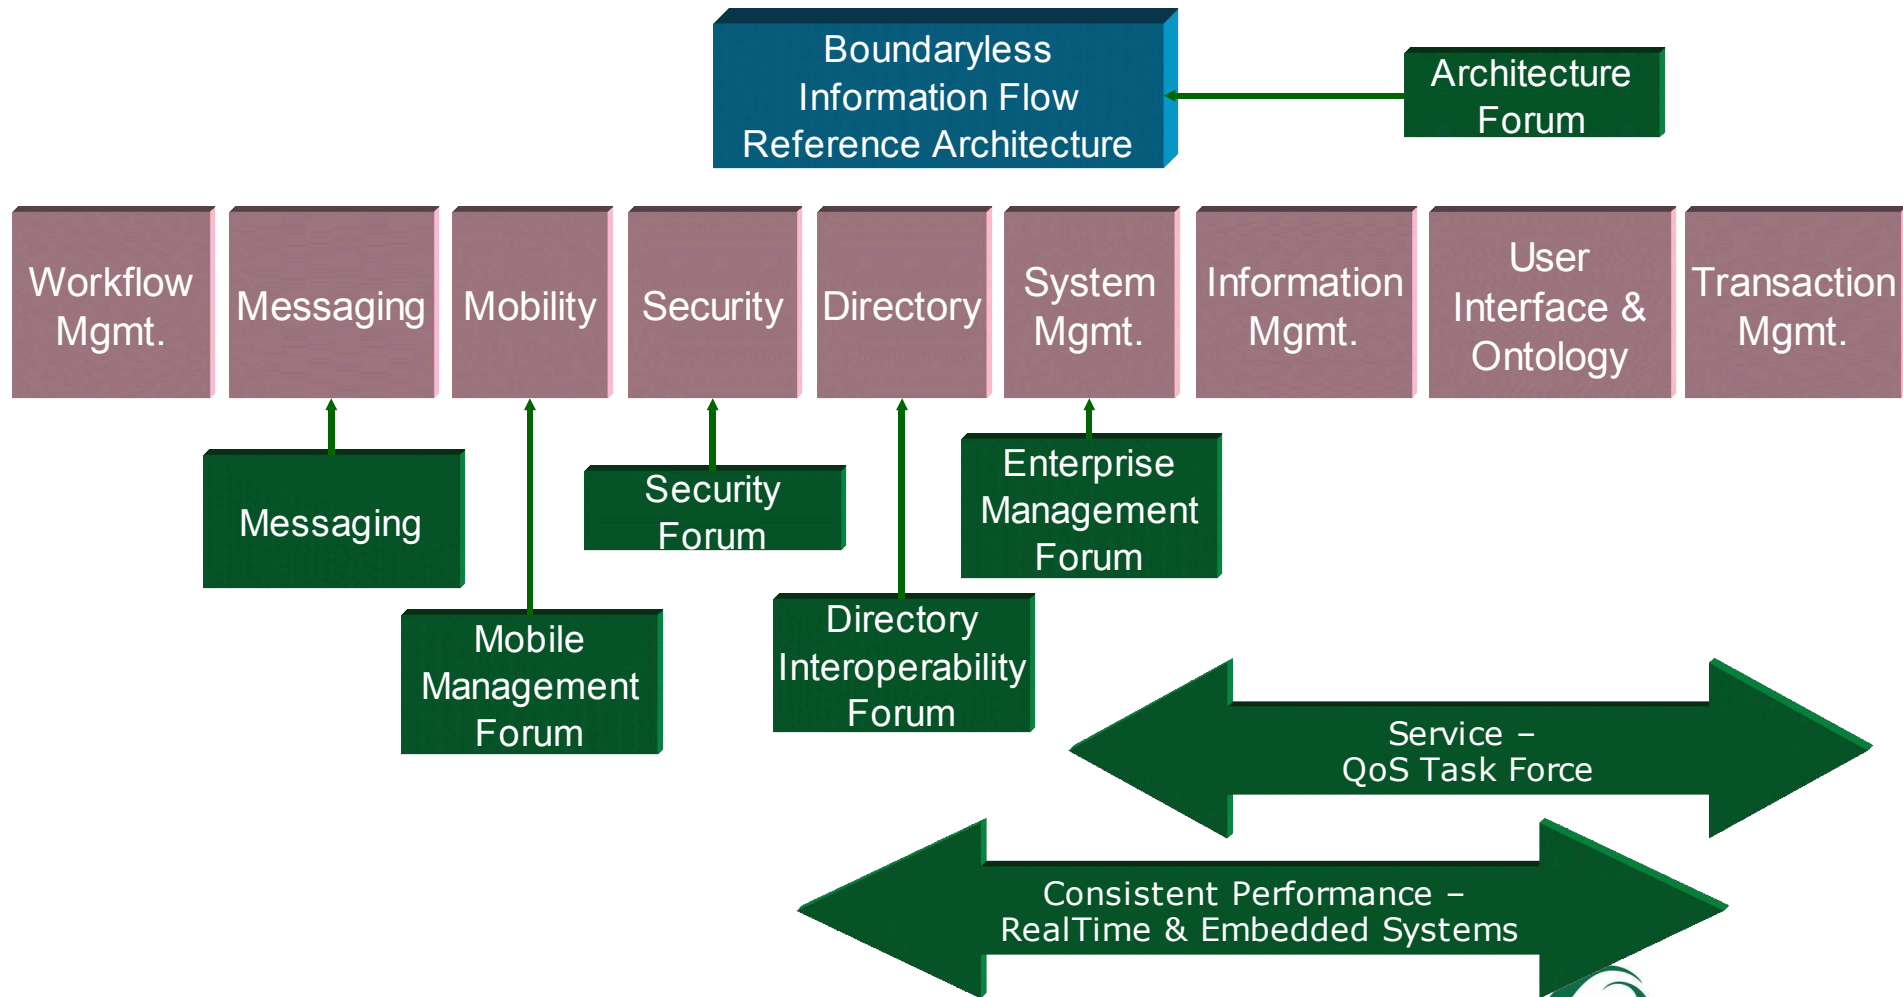 Boundaryless
Information Flow
Reference Architecture
Architecture
Forum
Workflow
Mgmt.
Messaging
Mobility
Security
Directory
System
Mgmt.
Information
Mgmt.
User
Interface &
Ontology
Transaction
Mgmt.
Messaging
Mobile
Management
Forum
Security
Forum
Directory
Interoperability
Forum
Enterprise
Management
Forum
Service –
QoS Task Force
Consistent Performance –
RealTime & Embedded Systems